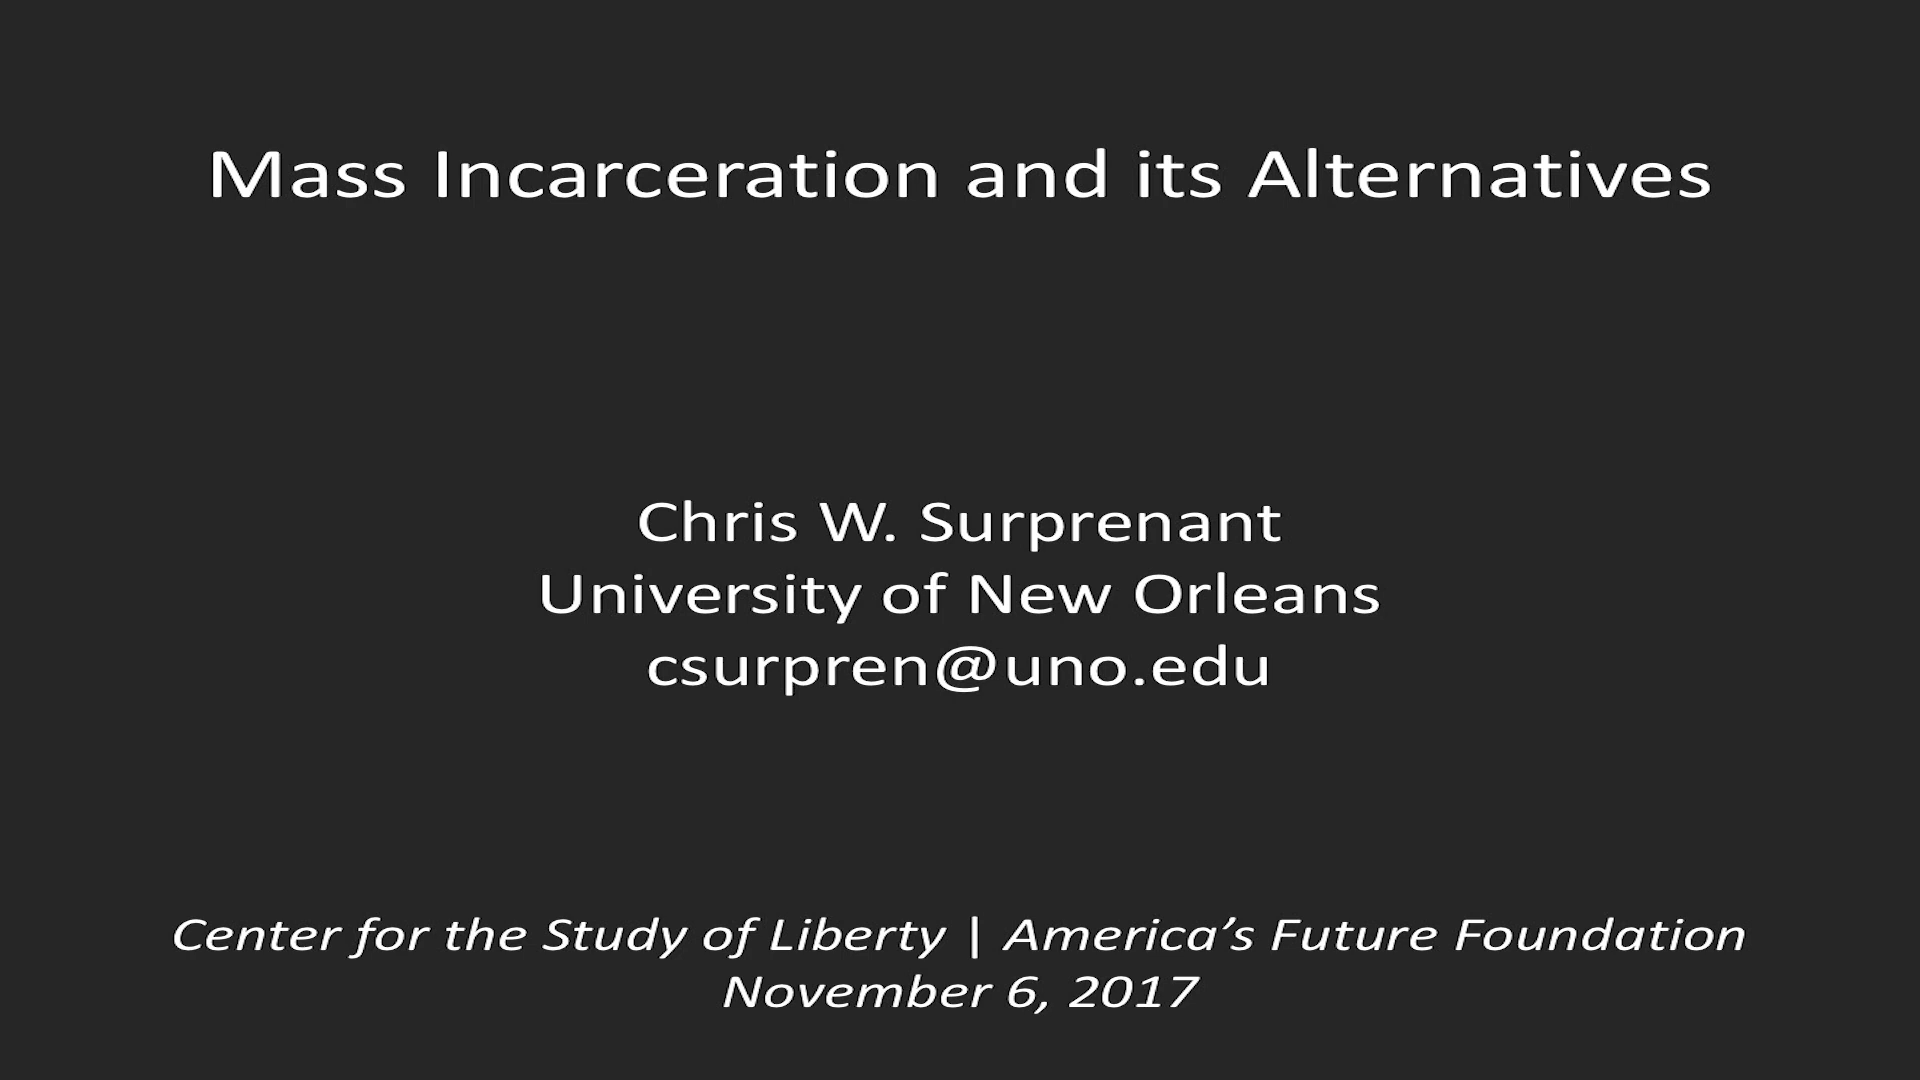 Mass Incarceration and its Alternatives
Chris W. Surprenant
University of New Orleans
csurpren@uno.edu
Center for the Study of Liberty | America’s Future Foundation
November 6, 2017